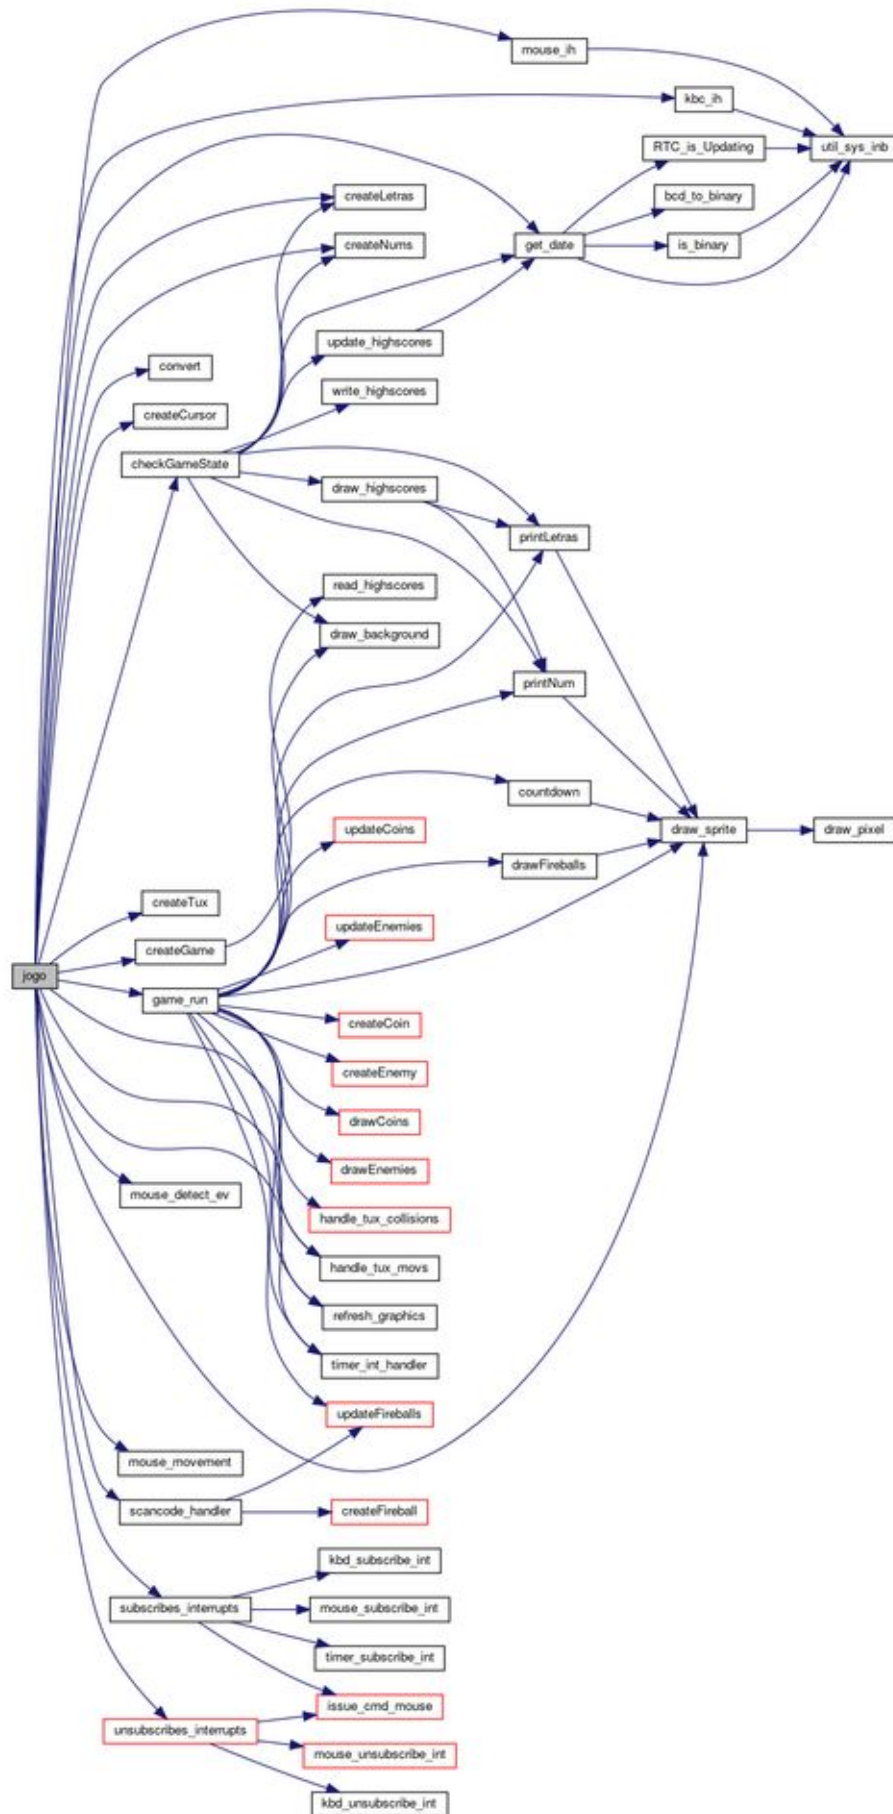 mouse_ih
kbc_ih
RTC_is_Updating
util_sys_inb
createLetras
bcd_to_binary
createNums
get_date
is_binary
update_highscores
convert
write_highscores
createCursor
checkGameState
draw_highscores
printLetras
read_highscores
draw_background
printNum
countdown
updateCoins
draw_sprite
draw_pixel
drawFireballs
createTux
updateEnemies
createGame
jogo
game_run
createCoin
createEnemy
drawCoins
drawEnemies
mouse_detect_ev
handle_tux_collisions
handle_tux_movs
refresh_graphics
timer_int_handler
updateFireballs
mouse_movement
scancode_handler
createFireball
kbd_subscribe_int
subscribes_interrupts
mouse_subscribe_int
timer_subscribe_int
issue_cmd_mouse
unsubscribes_interrupts
mouse_unsubscribe_int
kbd_unsubscribe_int